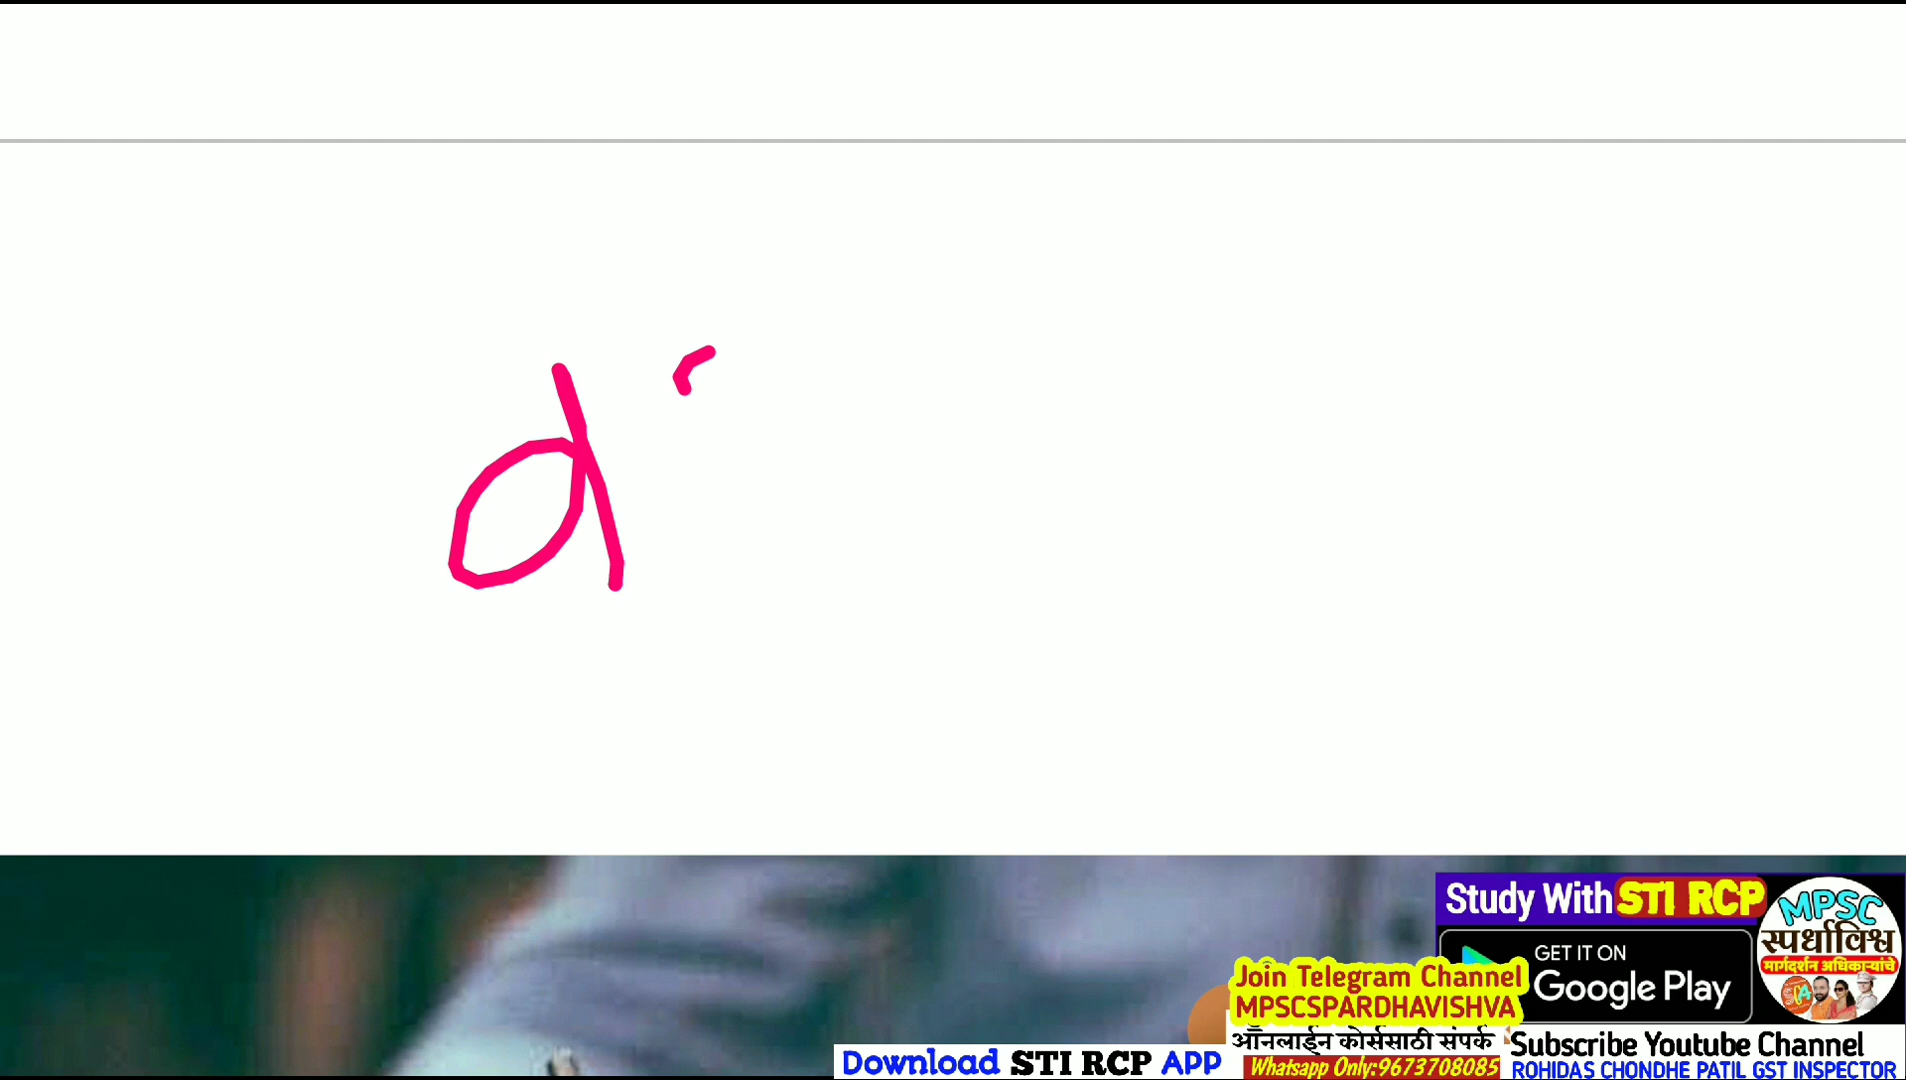 d
Study With STI RCP
MPSC
स्पर्धाविश्व
मार्गदर्शन अधिकाऱ्यांचे
GET IT ON
Google Play
Join Telegram Channel
MPSCSPARDHAVISHVA
ऑनलाईन कोर्ससाठी संपर्क
Whatsapp Only:9673708085
Download STI RCP APP
Subscribe Youtube Channel
ROHIDAS CHONDHE PATIL GST INSPECTOR